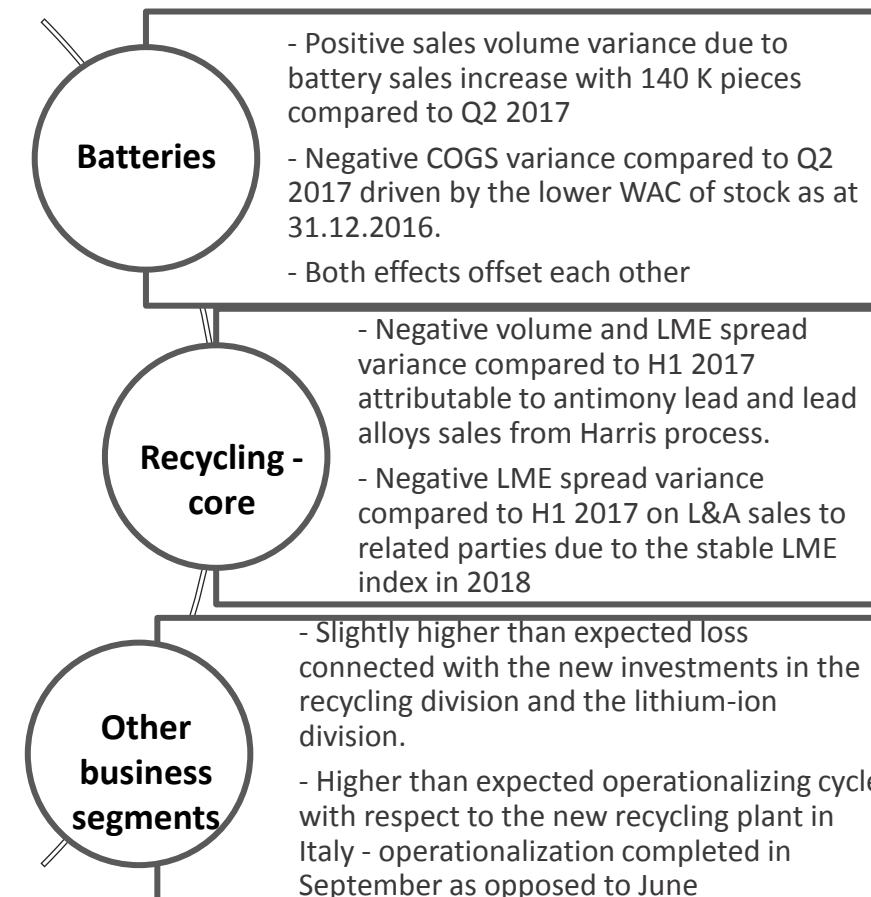 Batteries
- Positive sales volume variance due to
battery sales increase with 140 K pieces
compared to Q2 2017
- Negative COGS variance compared to Q2
2017 driven by the lower WAC of stock as at
31.12.2016.
- Both effects offset each other
Recycling -
core
- Negative volume and LME spread
variance compared to H1 2017
attributable to antimony lead and lead
alloys sales from Harris process.
- Negative LME spread variance
compared to H1 2017 on L&A sales to
related parties due to the stable LME
index in 2018
Other
business
segments
- Slightly higher than expected loss
connected with the new investments in the
recycling division and the lithium-ion
division.
- Higher than expected operationalizing cycle
with respect to the new recycling plant in
Italy - operationalization completed in
September as opposed to June